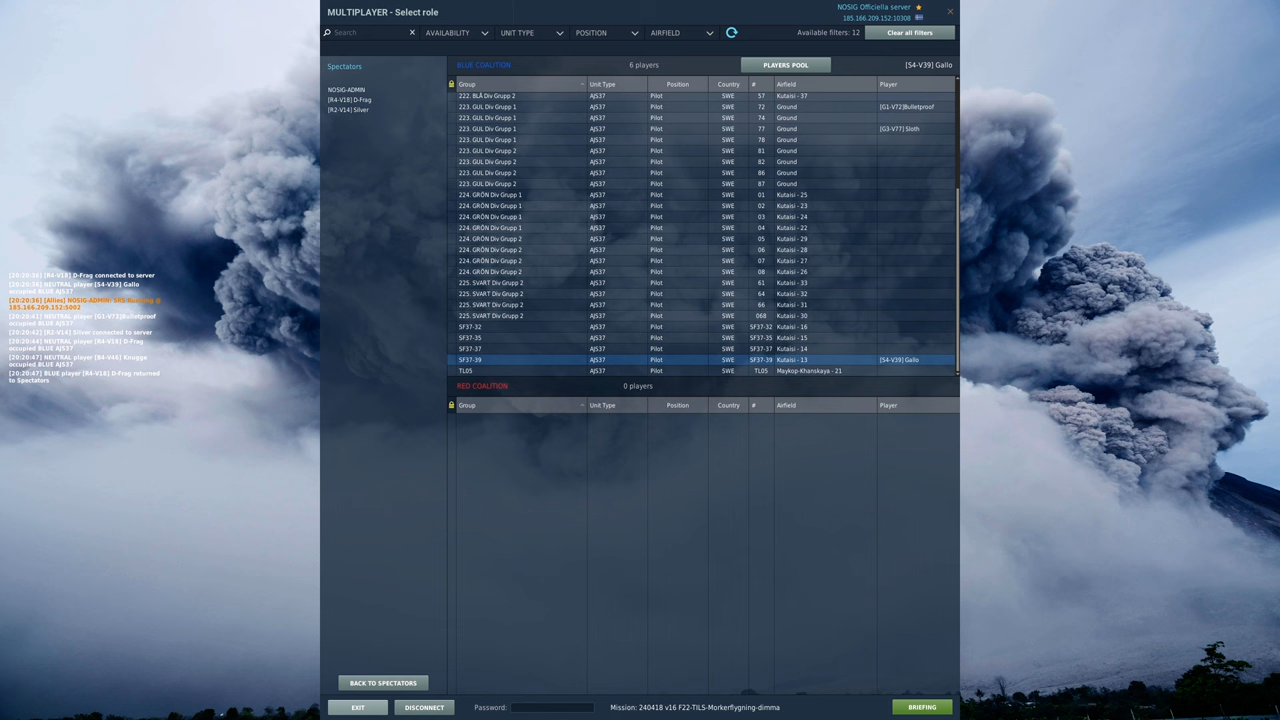 MULTIPLAYER - Select role
NOSIG Officiella server
185.166.209.152:10308
Search
AVAILABILITY
UNIT TYPE
POSITION
AIRFIELD
Available filters: 12
Clear all filters
Spectators
NOSIG-ADMIN
[R4-V18] D-Frag
[R2-V14] Silver
BLUE COALITION
6 players
PLAYERS POOL
[S4-V39] Gallo
Group Unit Type Position Country # Airfield Player
222. BLÅ Div Grupp 2 AJS37 Pilot SWE 57 Kutaisi - 37
223. GUL Div Grupp 1 AJS37 Pilot SWE 72 Ground [G1-V72]Bulletproof
223. GUL Div Grupp 1 AJS37 Pilot SWE 74 Ground
223. GUL Div Grupp 1 AJS37 Pilot SWE 77 Ground [G3-V77] Sloth
223. GUL Div Grupp 1 AJS37 Pilot SWE 78 Ground
223. GUL Div Grupp 2 AJS37 Pilot SWE 81 Ground
223. GUL Div Grupp 2 AJS37 Pilot SWE 82 Ground
223. GUL Div Grupp 2 AJS37 Pilot SWE 86 Ground
223. GUL Div Grupp 2 AJS37 Pilot SWE 87 Ground
224. GRÖN Div Grupp 1 AJS37 Pilot SWE 01 Kutaisi - 25
224. GRÖN Div Grupp 1 AJS37 Pilot SWE 02 Kutaisi - 23
224. GRÖN Div Grupp 1 AJS37 Pilot SWE 03 Kutaisi - 24
224. GRÖN Div Grupp 1 AJS37 Pilot SWE 04 Kutaisi - 22
224. GRÖN Div Grupp 2 AJS37 Pilot SWE 05 Kutaisi - 29
224. GRÖN Div Grupp 2 AJS37 Pilot SWE 06 Kutaisi - 28
224. GRÖN Div Grupp 2 AJS37 Pilot SWE 07 Kutaisi - 27
224. GRÖN Div Grupp 2 AJS37 Pilot SWE 08 Kutaisi - 26
225. SVART Div Grupp 2 AJS37 Pilot SWE 61 Kutaisi - 33
225. SVART Div Grupp 2 AJS37 Pilot SWE 64 Kutaisi - 32
225. SVART Div Grupp 2 AJS37 Pilot SWE 66 Kutaisi - 31
225. SVART Div Grupp 2 AJS37 Pilot SWE 068 Kutaisi - 30
SF37-32 AJS37 Pilot SWE SF37-32 Kutaisi - 16
SF37-35 AJS37 Pilot SWE SF37-35 Kutaisi - 15
SF37-37 AJS37 Pilot SWE SF37-37 Kutaisi - 14
SF37-39 AJS37 Pilot SWE SF37-39 Kutaisi - 13 [S4-V39] Gallo
TL05 AJS37 Pilot SWE TL05 Maykop-Khanskaya - 21
RED COALITION
0 players
Group Unit Type Position Country # Airfield Player
[20:20:36] [R4-V18] D-Frag connected to server
[20:20:36] NEUTRAL player [S4-V39] Gallo
occupied BLUE AJS37
[20:20:36] [Allies] NOSIG-ADMIN: SRS Running @
185.166.209.152:5002
[20:20:41] NEUTRAL player [G1-V72]Bulletproof
occupied BLUE AJS37
[20:20:42] [R2-V14] Silver connected to server
[20:20:44] NEUTRAL player [R4-V18] D-Frag
occupied BLUE AJS37
[20:20:47] NEUTRAL player [B4-V46] Knugge
occupied BLUE AJS37
[20:20:47] BLUE player [R4-V18] D-Frag returned
to Spectators
BACK TO SPECTATORS
EXIT
DISCONNECT
Password:
Mission: 240418 v16 F22-TILS-Morkerflygning-dimma
BRIEFING